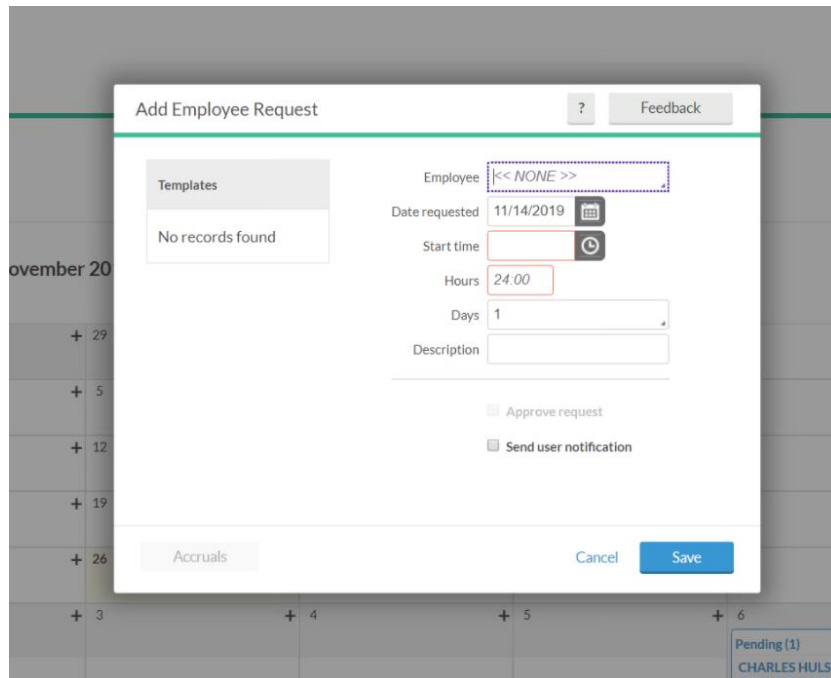 Add Employee Request
?
Feedback
Templates
No records found
Employee << NONE >>
Date requested 11/14/2019
Start time
Hours 24:00
Days 1
Description
Approve request
Send user notification
Accruals
Cancel
Save
ovember 20
+ 29
+ 5
+ 12
+ 19
+ 26
+ 3
+ 4
+ 5
+ 6
Pending (1)
CHARLES HULS